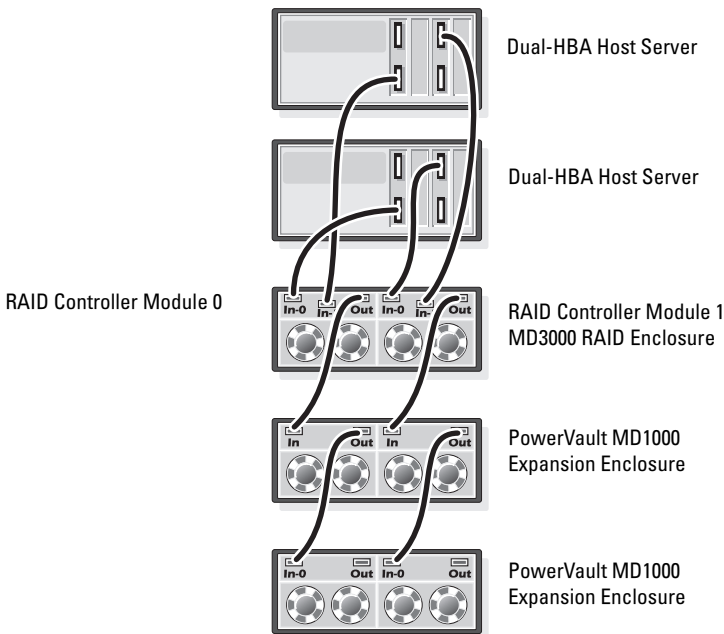 Dual-HBA Host Server
Dual-HBA Host Server
RAID Controller Module 0
In-0 In- Out In-0 In- Out
RAID Controller Module 1
MD3000 RAID Enclosure
In Out In Out
PowerVault MD1000
Expansion Enclosure
In-0 Out In-0 Out
PowerVault MD1000
Expansion Enclosure